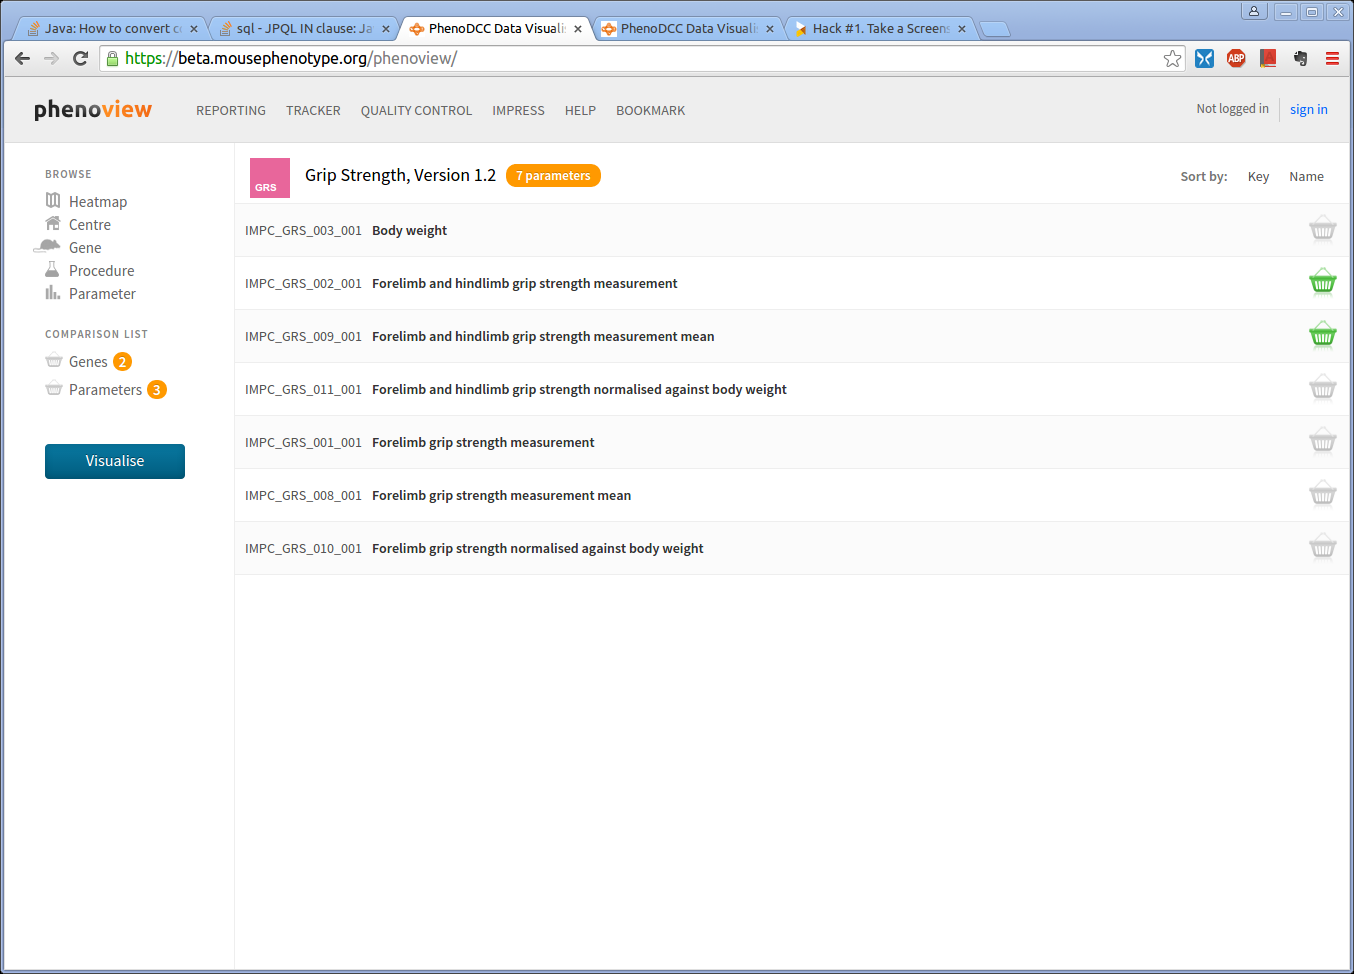 Java: How to convert co
sql - JPQL IN clause: Ja
PhenoDCC Data Visualis
PhenoDCC Data Visualis
Hack #1. Take a Screens
https://beta.mousephenotype.org/phenoview/
ABP
phenoview
REPORTING TRACKER QUALITY CONTROL IMPRESS HELP BOOKMARK
Not logged in sign in
BROWSE
Heatmap
Centre
Gene
Procedure
Parameter
COMPARISON LIST
Genes 2
Parameters 3
Visualise
GRS
Grip Strength, Version 1.2 7 parameters
Sort by: Key Name
IMPC_GRS_003_001 Body weight
IMPC_GRS_002_001 Forelimb and hindlimb grip strength measurement
IMPC_GRS_009_001 Forelimb and hindlimb grip strength measurement mean
IMPC_GRS_011_001 Forelimb and hindlimb grip strength normalised against body weight
IMPC_GRS_001_001 Forelimb grip strength measurement
IMPC_GRS_008_001 Forelimb grip strength measurement mean
IMPC_GRS_010_001 Forelimb grip strength normalised against body weight